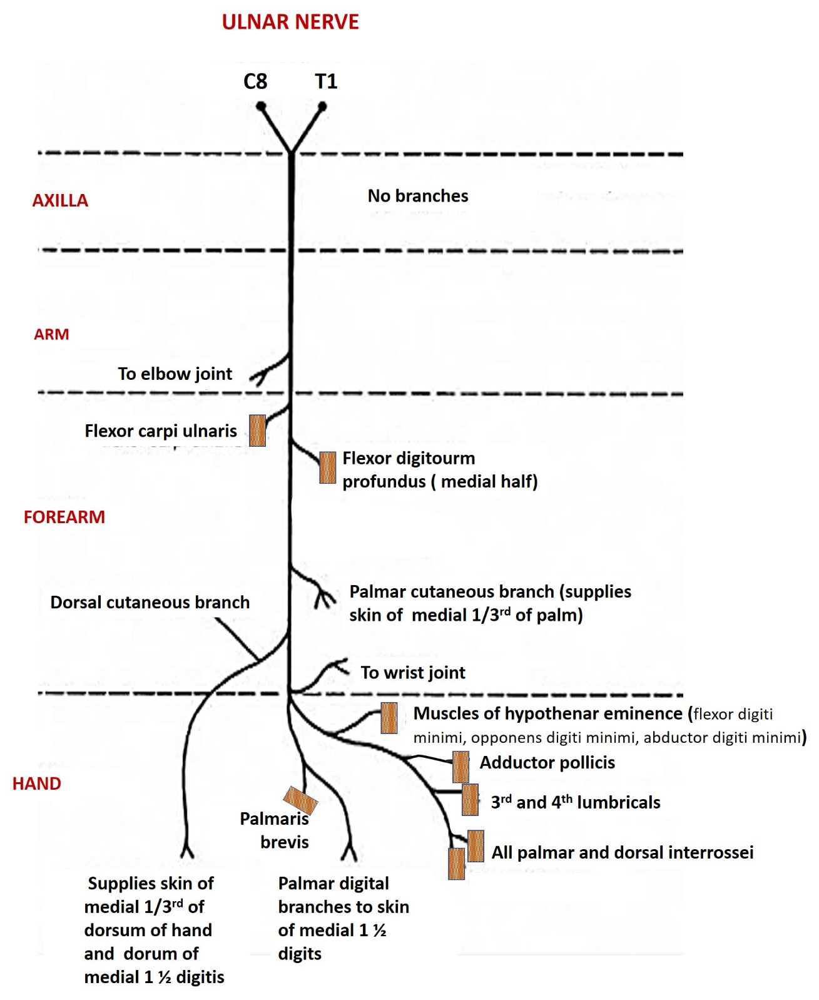 ULNAR NERVE
C8 T1
AXILLA
No branches
ARM
To elbow joint
Flexor carpi ulnaris
Flexor digitourm
profundus ( medial half)
FOREARM
Dorsal cutaneous branch
Palmar cutaneous branch (supplies
skin of medial 1/3rd of palm)
To wrist joint
Muscles of hypothenar eminence (flexor digiti
minimi, opponens digiti minimi, abductor digiti minimi)
Adductor pollicis
HAND
3rd and 4th lumbricals
Palmaris
brevis
All palmar and dorsal interrossei
Supplies skin of
medial 1/3rd of
dorsum of hand
and dorum of
medial 1 ½ digitis
Palmar digital
branches to skin
of medial 1 ½
digits